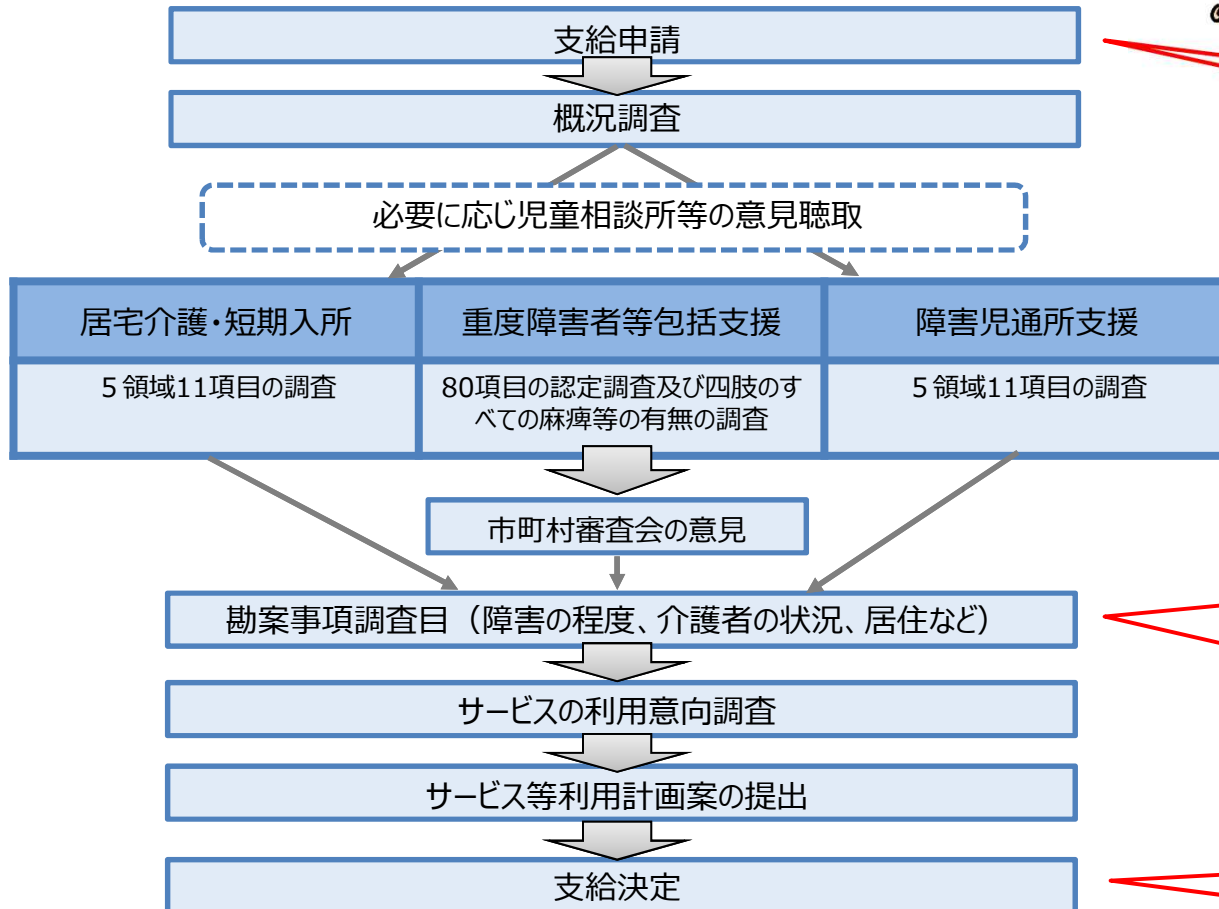 支給申請
概況調査
必要に応じ児童相談所等の意見聴取
居宅介護・短期入所
重度障害者等包括支援
障害児通所支援
５領域11項目の調査
80項目の認定調査及び四肢のす
べての麻痺等の有無の調査
５領域11項目の調査
市町村審査会の意見
勘案事項調査目（障害の程度、介護者の状況、居住など）
サービスの利用意向調査
サービス等利用計画案の提出
支給決定